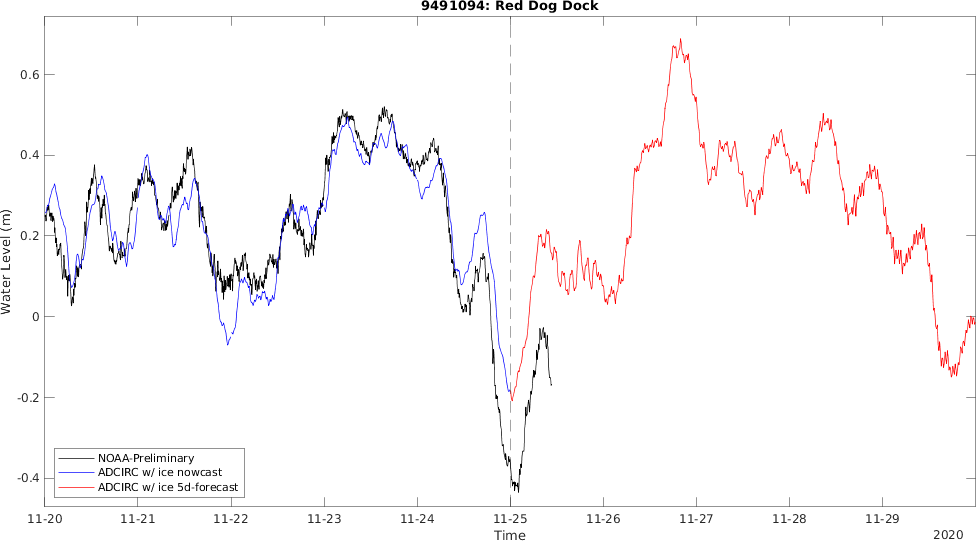 9491094: Red Dog Dock
Water Level (m)
0.6
0.4
0.2
0
-0.2
-0.4
NOAA-Preliminary
ADCIRC w/ ice nowcast
ADCIRC w/ ice 5d-forecast
11-20 11-21 11-22 11-23 11-24 11-25 11-26 11-27 11-28 11-29
Time
2020